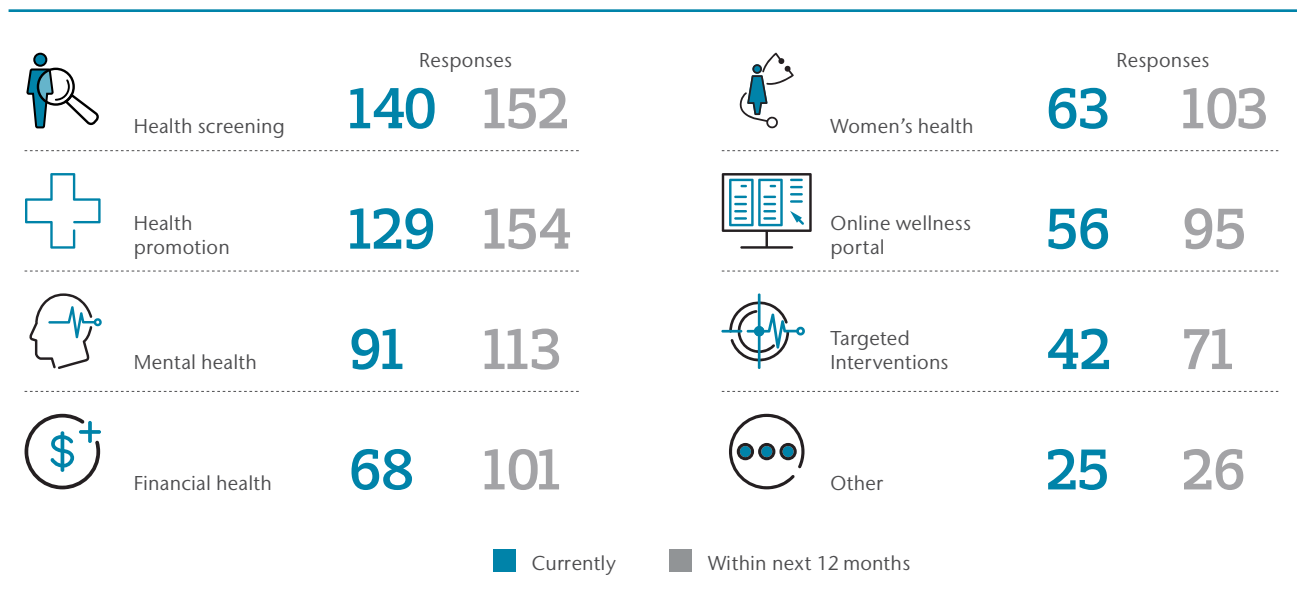 Responses
Health screening 140 152
Health
promotion 129 154
Mental health 91 113
$
Financial health 68 101
Responses
Women's health 63 103
Online wellness
portal 56 95
Targeted
Interventions 42 71
Other 25 26
Currently Within next 12 months